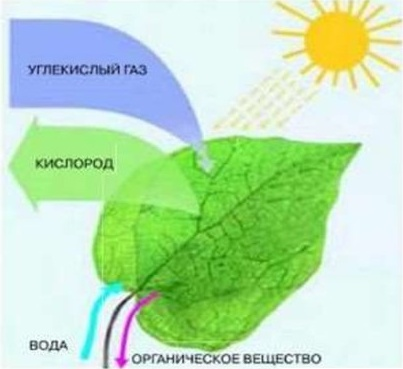 УГЛЕКИСЛЫЙ ГАЗ
КИСЛОРОД
ВОДА
ОРГАНИЧЕСКОЕ ВЕЩЕСТВО